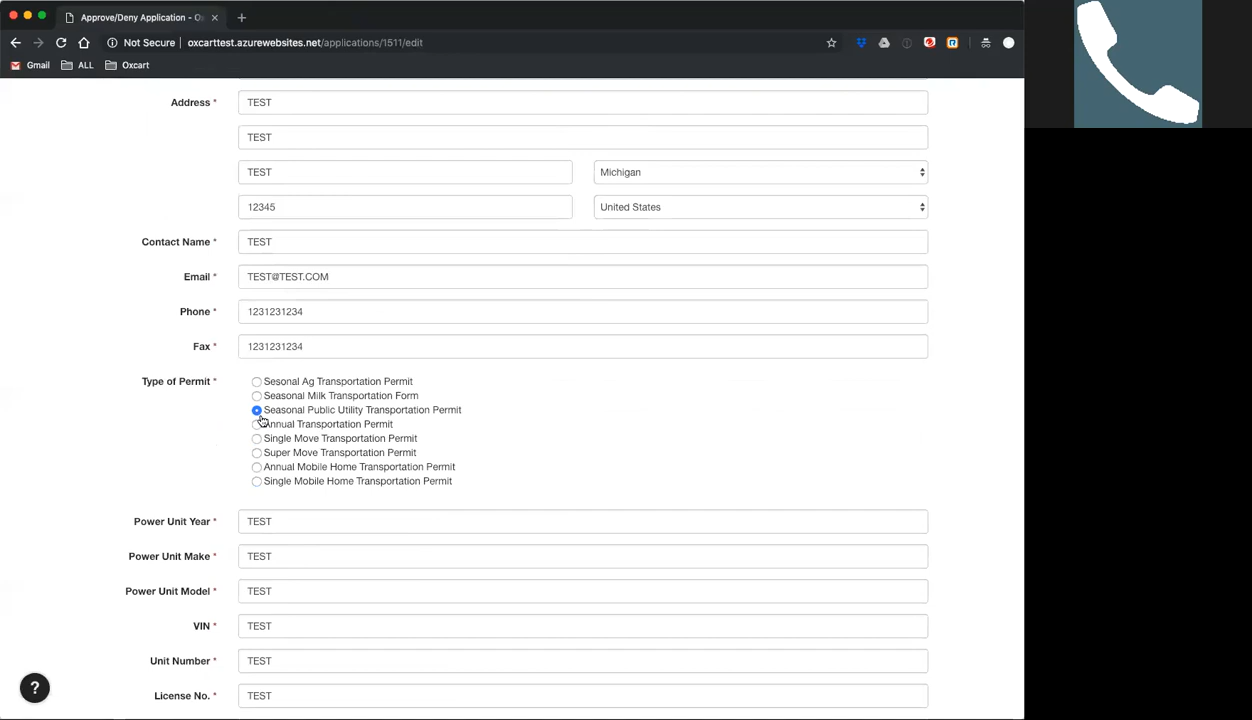 Approve/Deny Application - Ox
Not Secure oxcarttest.azurewebsites.net/applications/1511/edit
Gmail ALL Oxcart
Address * TEST
TEST
TEST Michigan
12345 United States
Contact Name * TEST
Email * TEST@TEST.COM
Phone * 1231231234
Fax * 1231231234
Type of Permit * Sesonal Ag Transportation Permit
Seasonal Milk Transportation Form
Seasonal Public Utility Transportation Permit
Annual Transportation Permit
Single Move Transportation Permit
Super Move Transportation Permit
Annual Mobile Home Transportation Permit
Single Mobile Home Transportation Permit
Power Unit Year * TEST
Power Unit Make * TEST
Power Unit Model * TEST
VIN * TEST
Unit Number * TEST
? License No. * TEST